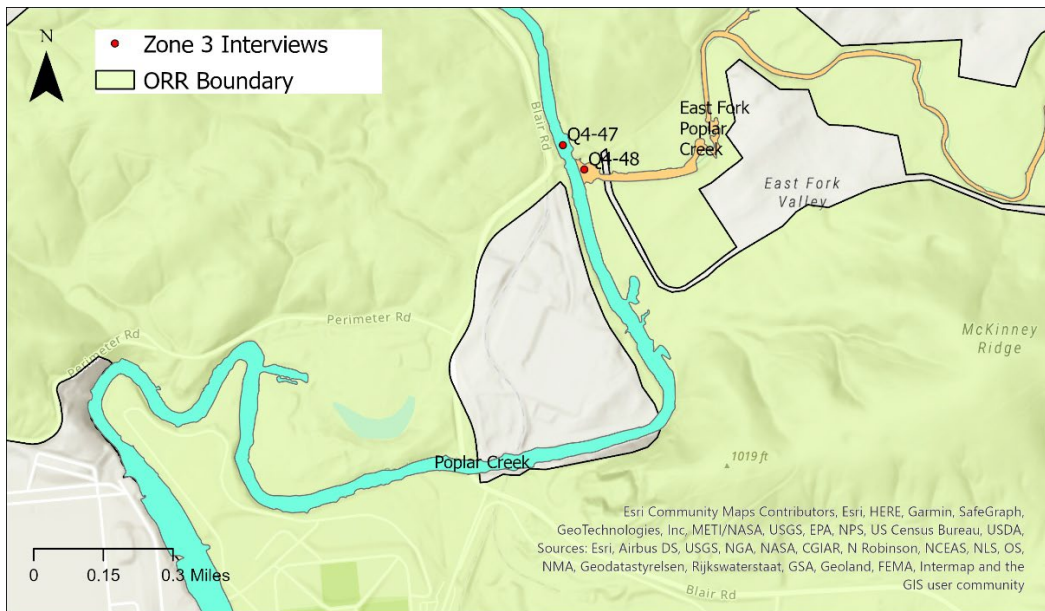 N
Zone 3 Interviews
ORR Boundary
Blair Rd
Q4-47
Q4-48
East Fork
Poplar
Creek
East Fork
Valley
Perimeter Rd
McKinney
Ridge
Perimeter Rd
Poplar Creek
1019 ft
Esri Community Maps Contributors, Esri, HERE, Garmin, SafeGraph,
GeoTechnologies, Inc, METI/NASA, USGS, EPA, NPS, US Census Bureau, USDA,
Sources: Esri, Airbus DS, USGS, NGA, NASA, CGIAR, N Robinson, NCEAS, NLS, OS,
NMA, Geodatastyrelsen, Rijkswaterstaat, GSA, Geoland, FEMA, Intermap and the
GIS user community
0 0.15 0.3 Miles
Blair Rd